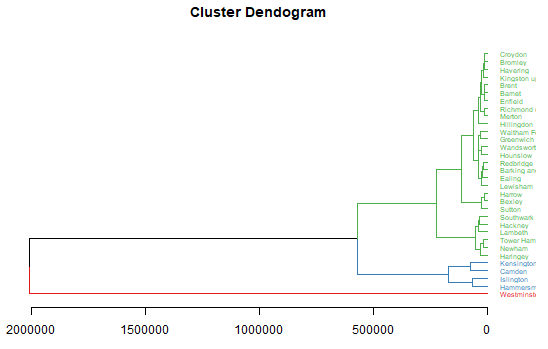 Cluster Dendogram
Croydon
Bromley
Havering
Kingston up
Brent
Barnet
Enfield
Richmond
Merton
Hillingdon
Waltham Fo
Greenwich
Wandswort
Hounslow
Redbridge
Barking and
Ealing
Lewisham
Harrow
Bexley
Sutton
Southwark
Hackney
Lambeth
Tower Ham
Newham
Haringey
Kensington
Camden
Islington
Hammersm
Westminste
2000000 1500000 1000000 500000 0